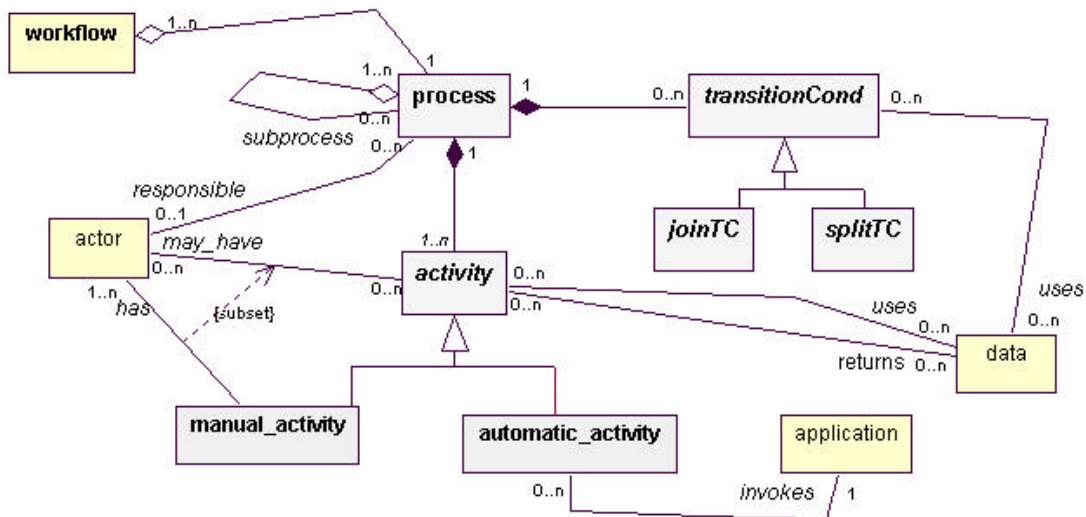 workflow
1..n
1
1..n
process
1
0..n
transitionCond
0..n
0..n
subprocess
0..n
1
responsible
0..1
joinTC
splitTC
actor
may_have
1..n
activity
0..n
0..n
0..n
0..n
uses
uses
0..n
0..n
1..n
has
{subset}
returns
0..n
data
manual_activity
automatic_activity
application
0..n
invokes
1